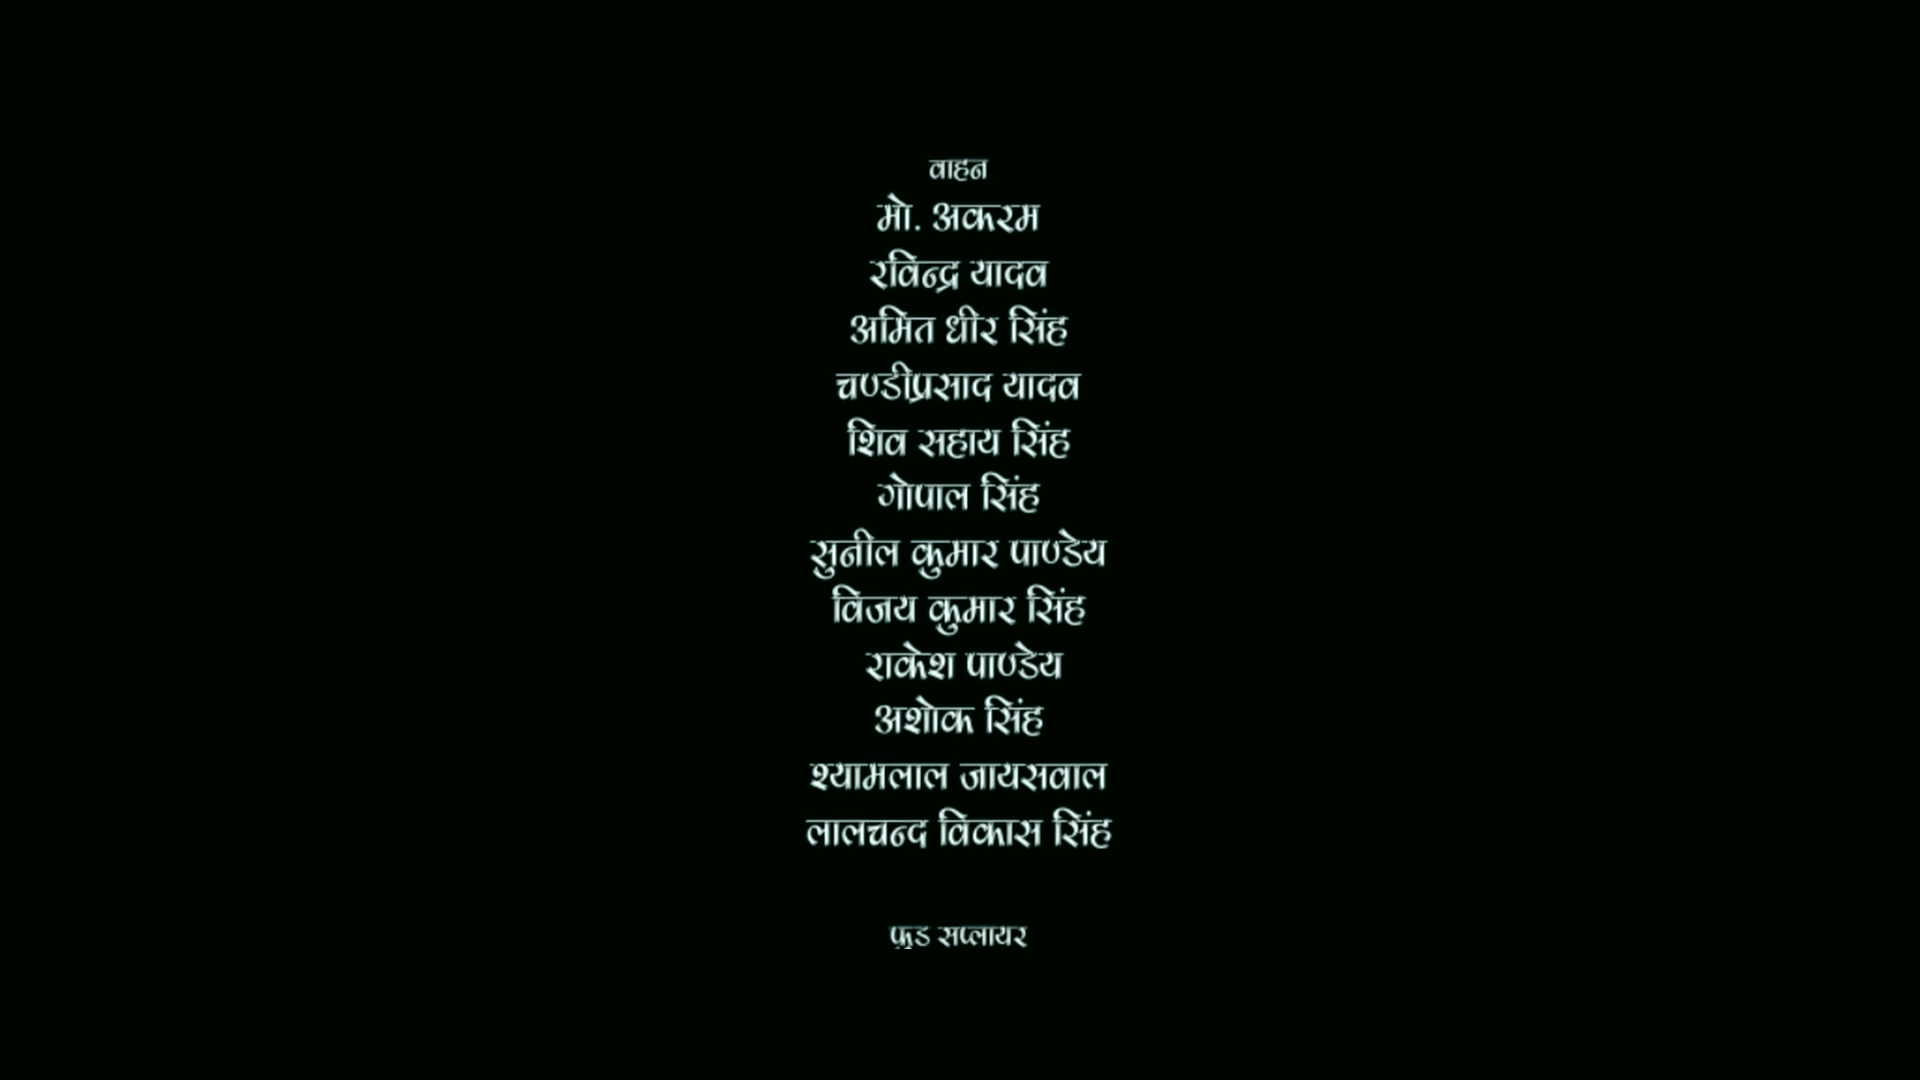 वाहन
मो. अकरम
रविन्द्र यादव
अमित धीर सिंह
चण्डीप्रसाद यादव
शिव सहाय सिंह
गोपाल सिंह
सुनील कुमार पाण्डेय
विजय कुमार सिंह
राकेश पाण्डेय
अशोक सिंह
श्यामलाल जायसवाल
लालचन्द विकास सिंह
फुड सप्लायर